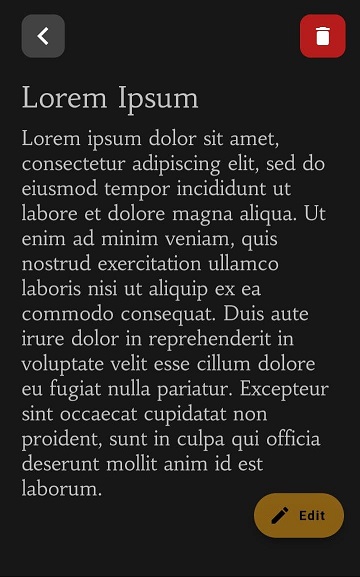 Lorem Ipsum
Lorem ipsum dolor sit amet,
consectetur adipiscing elit, sed do
eiusmod tempor incididunt ut
labore et dolore magna aliqua. Ut
enim ad minim veniam, quis
nostrud exercitation ullamco
laboris nisi ut aliquip ex ea
commodo consequat. Duis aute
irure dolor in reprehenderit in
voluptate velit esse cillum dolore
eu fugiat nulla pariatur. Excepteur
sint occaecat cupidatat non
proident, sunt in culpa qui officia
deserunt mollit anim id est
laborum.
Edit